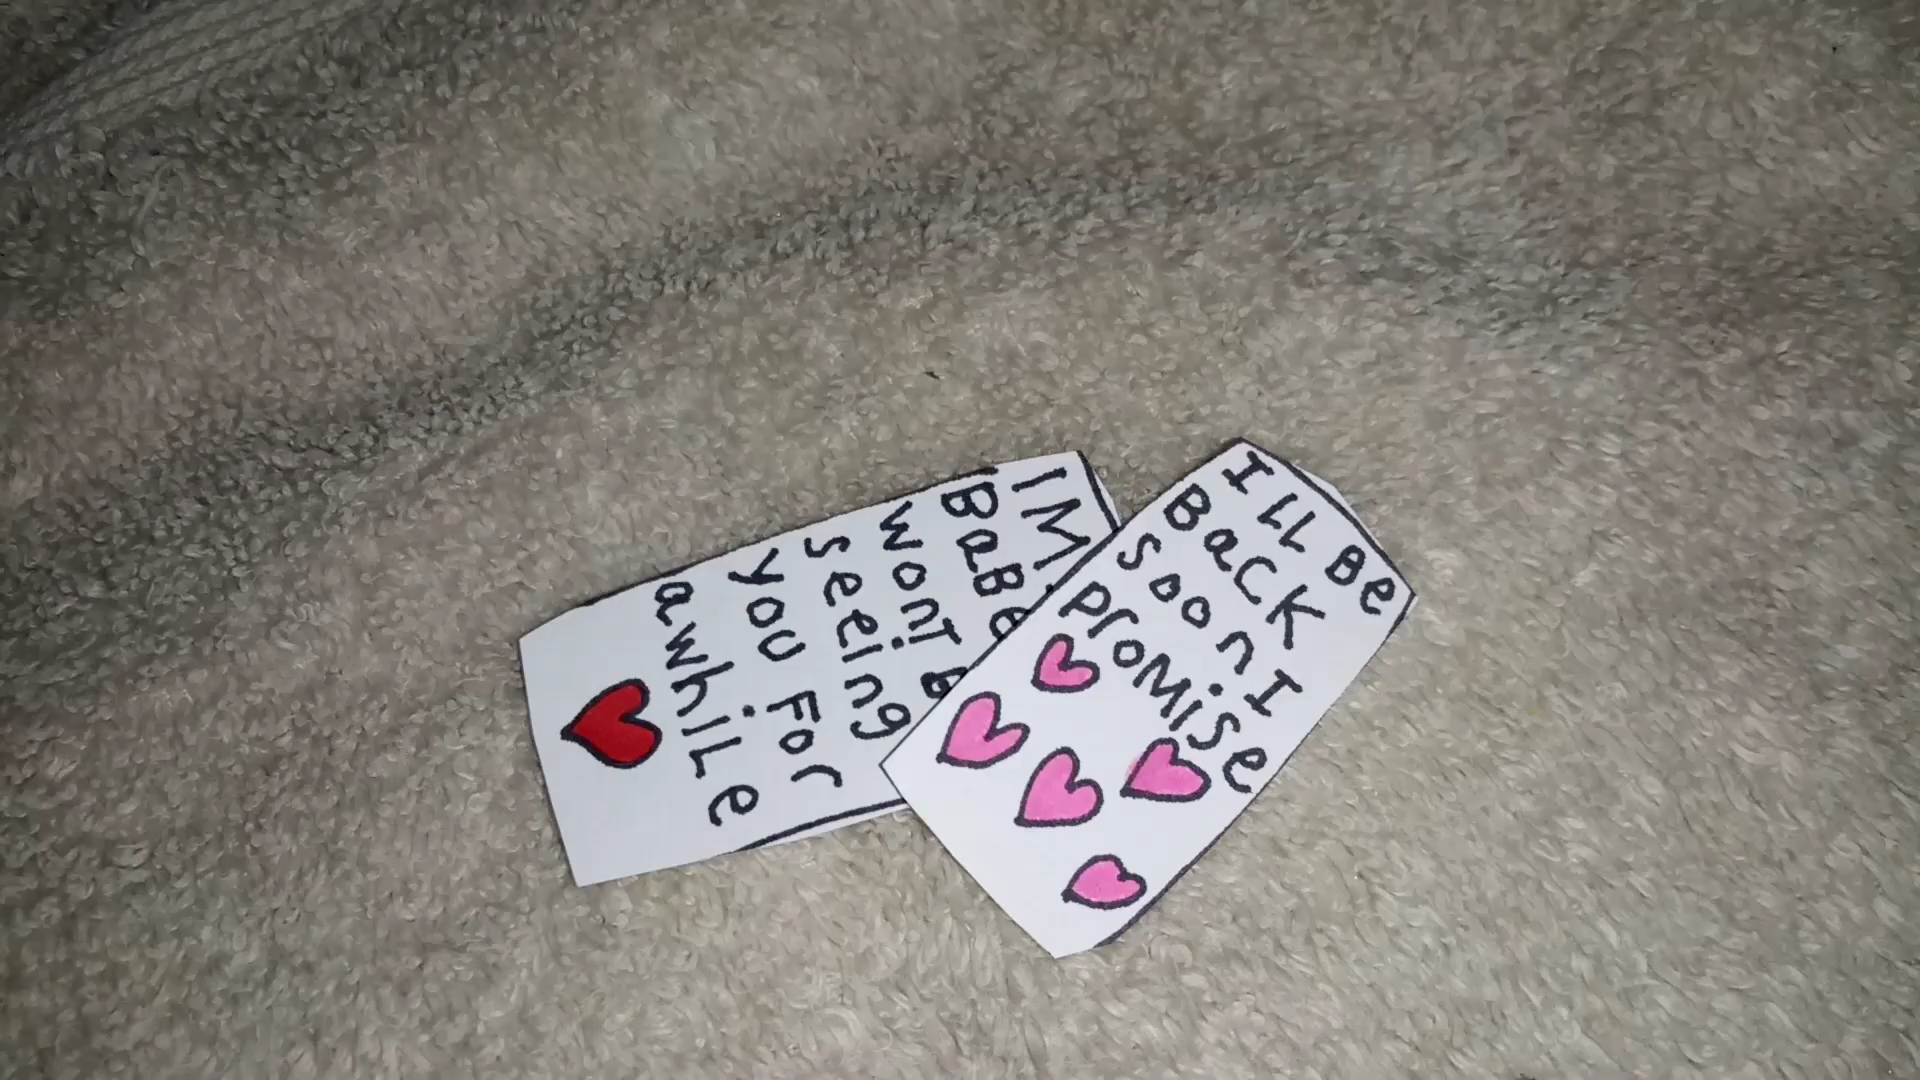 IM
BaBe
wonT
seeing
you For
awhiLe
ILL Be
BaCK
soon I
proMise